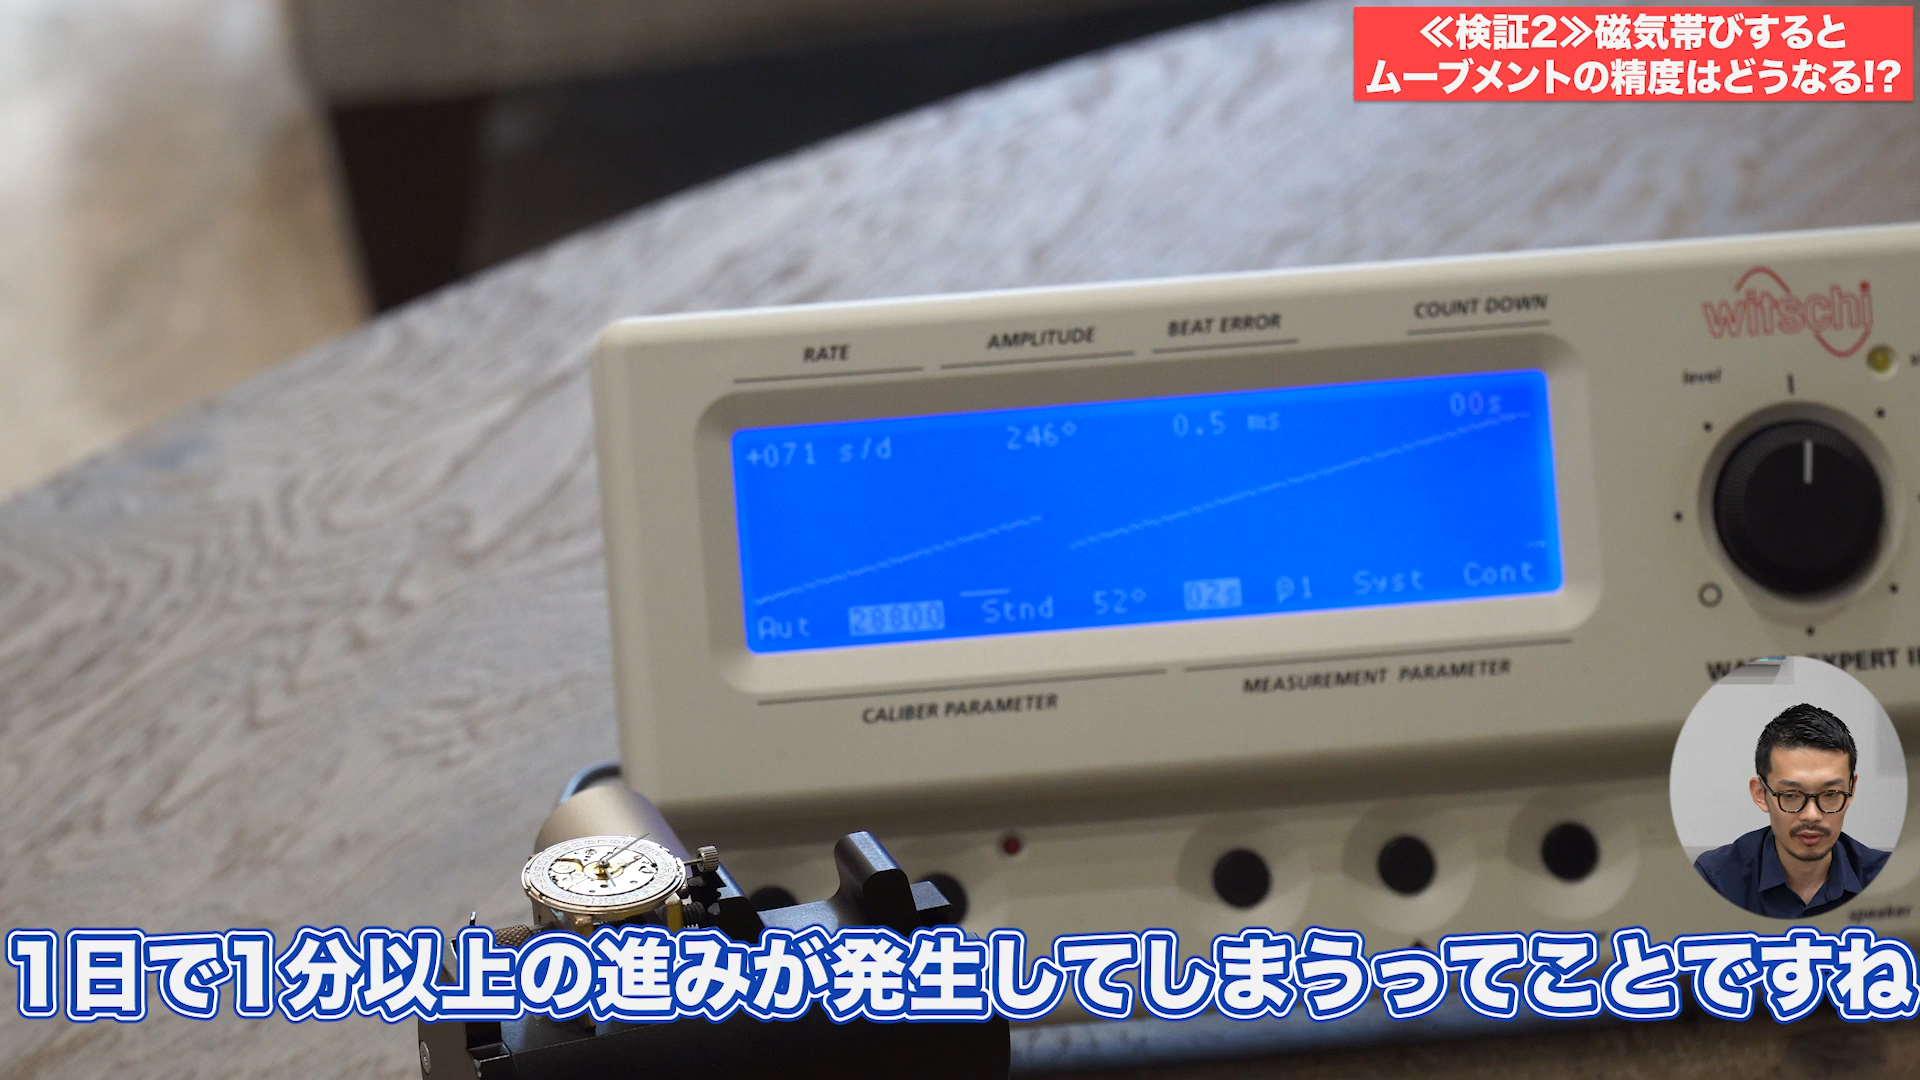 ≪検証2≫磁気帯びすると
ムーブメントの精度はどうなる!?
witschi
RATE
AMPLITUDE
BEAT ERROR
COUNT DOWN
level
+071 s/d
246°
0.5 ms
00s
Aut
28800
Stnd
52°
02s
β1
Syst
Cont
CALIBER PARAMETER
MEASUREMENT PARAMETER
speaker
1日で1分以上の進みが発生してしまうってことですね